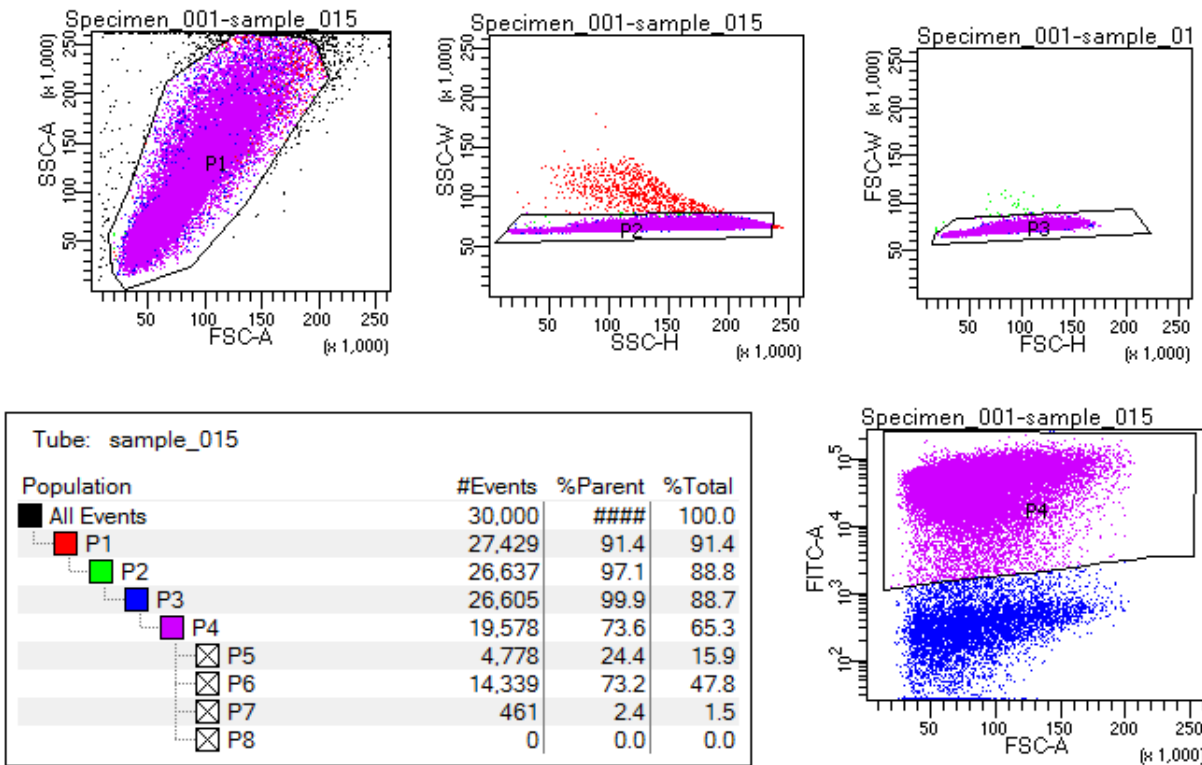 Specimen_001-sample_015
SSC-A (x 1,000)
50 100 150 200 250
P1
50 100 150 200 250
FSC-A (x 1,000)
Specimen_001-sample_015
SSC-W (x 1,000)
50 100 150 200 250
P2
50 100 150 200 250
SSC-H (x 1,000)
Specimen_001-sample_01
FSC-W (x 1,000)
50 100 150 200 250
P3
50 100 150 200 250
FSC-H (x 1,000)
Tube: sample_015
Population #Events %Parent %Total
All Events 30,000 #### 100.0
P1 27,429 91.4 91.4
P2 26,637 97.1 88.8
P3 26,605 99.9 88.7
P4 19,578 73.6 65.3
P5 4,778 24.4 15.9
P6 14,339 73.2 47.8
P7 461 2.4 1.5
P8 0 0.0 0.0
Specimen_001-sample_015
FITC-A
10^2 10^3 10^4 10^5
P4
50 100 150 200 250
FSC-A (x 1,000)